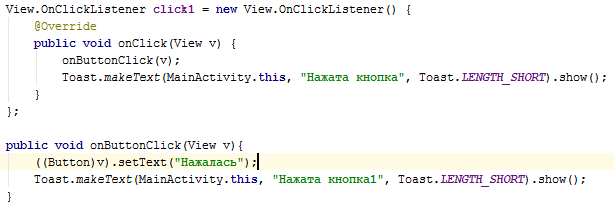 View.OnClickListener click1 = new View.OnClickListener() {
    @Override
    public void onClick(View v) {
        onButtonClick(v);
        Toast.makeText(MainActivity.this, "Нажата кнопка", Toast.LENGTH_SHORT).show();
    }
};
public void onButtonClick(View v){
    ((Button)v).setText("Нажалась");
    Toast.makeText(MainActivity.this, "Нажата кнопка1", Toast.LENGTH_SHORT).show();
}